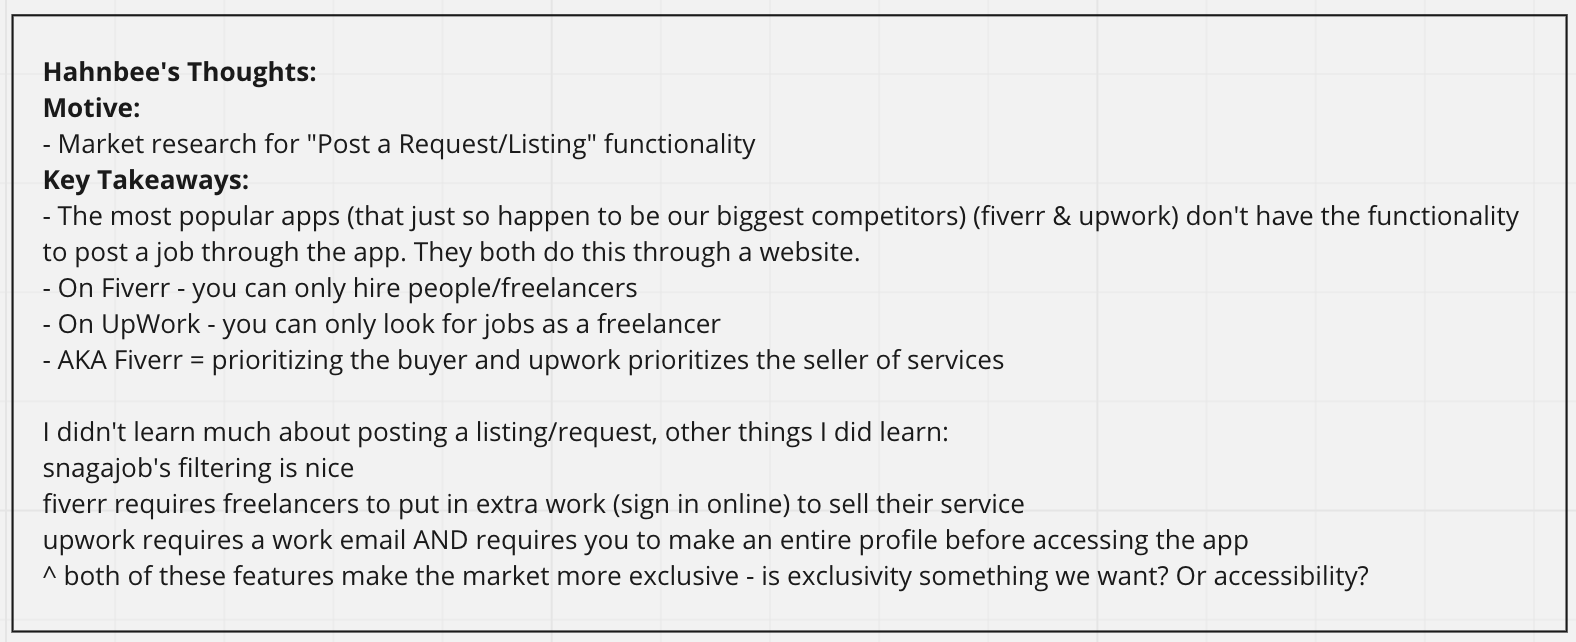 Hahnbee's Thoughts:
Motive:
- Market research for "Post a Request/Listing" functionality
Key Takeaways:
- The most popular apps (that just so happen to be our biggest competitors) (fiverr & upwork) don't have the functionality
to post a job through the app. They both do this through a website.
- On Fiverr - you can only hire people/freelancers
- On UpWork - you can only look for jobs as a freelancer
- AKA Fiverr = prioritizing the buyer and upwork prioritizes the seller of services
I didn't learn much about posting a listing/request, other things I did learn:
snagajob's filtering is nice
fiverr requires freelancers to put in extra work (sign in online) to sell their service
upwork requires a work email AND requires you to make an entire profile before accessing the app
^ both of these features make the market more exclusive - is exclusivity something we want? Or accessibility?